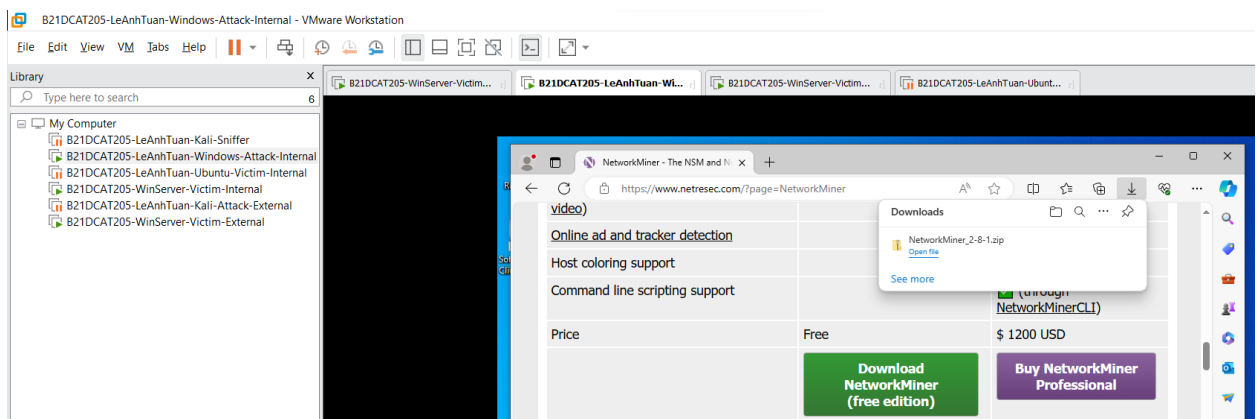 B21DCAT205-LeAnhTuan-Windows-Attack-Internal - VMware Workstation
File Edit View VM Tabs Help
Library X
Type here to search
6
My Computer
B21DCAT205-LeAnhTuan-Kali-Sniffer
B21DCAT205-LeAnhTuan-Windows-Attack-Internal
B21DCAT205-LeAnhTuan-Ubuntu-Victim-Internal
B21DCAT205-WinServer-Victim-Internal
B21DCAT205-LeAnhTuan-Kali-Attack-External
B21DCAT205-WinServer-Victim-External
B21DCAT205-WinServer-Victim...
B21DCAT205-LeAnhTuan-Wi...
B21DCAT205-WinServer-Victim...
B21DCAT205-LeAnhTuan-Ubunt...
NetworkMiner - The NSM and N
https://www.netresec.com/?page=NetworkMiner
Downloads
NetworkMiner_2-8-1.zip
Open file
See more
video)
Online ad and tracker detection
Host coloring support
Command line scripting support
(through
NetworkMinerCLI)
Price Free $ 1200 USD
Download
NetworkMiner
(free edition)
Buy NetworkMiner
Professional